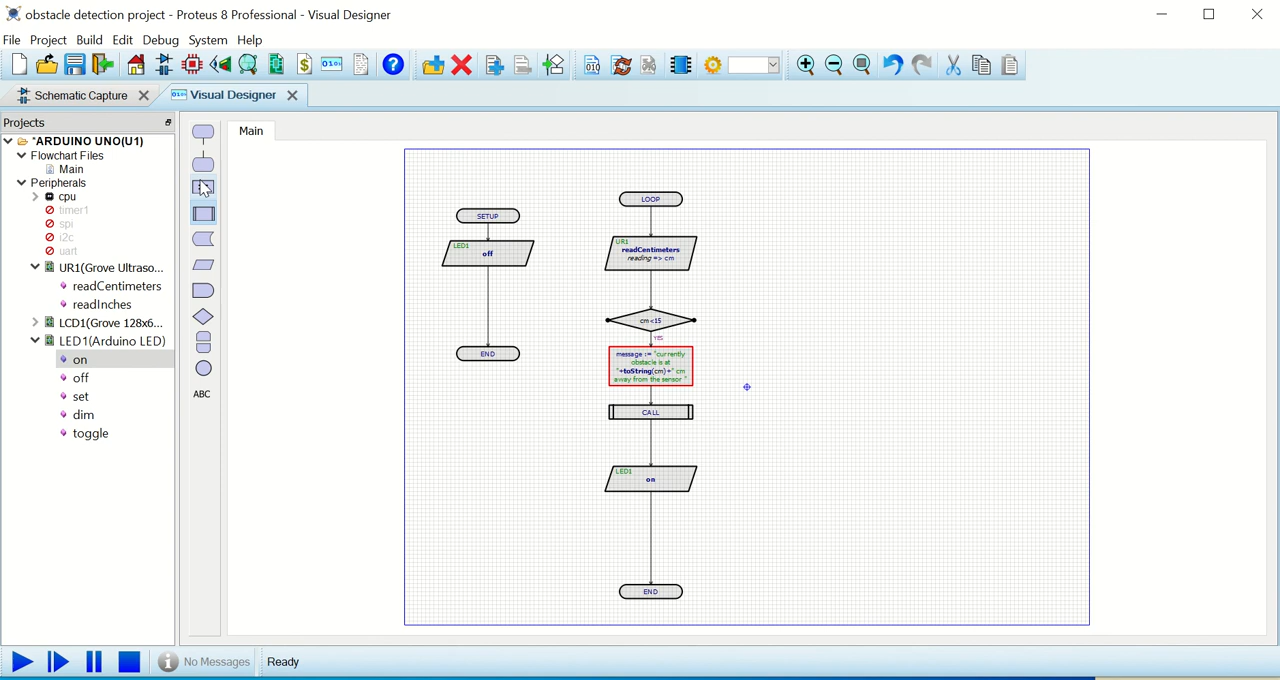 obstacle detection project - Proteus 8 Professional - Visual Designer
File Project Build Edit Debug System Help
Schematic Capture
Visual Designer
Projects
Main
*ARDUINO UNO(U1)
Flowchart Files
Main
Peripherals
cpu
timer1
spi
i2c
uart
UR1(Grove Ultraso...
readCentimeters
readInches
LCD1(Grove 128x6...
LED1(Arduino LED)
on
off
set
dim
toggle
ABC
SETUP
LED1
off
END
LOOP
UR1
readCentimeters
reading => cm
cm<15
YES
message := "currently
obstacle is at
"+toString(cm)+" cm
away from the sensor "
CALL
LED1
on
END
No Messages
Ready